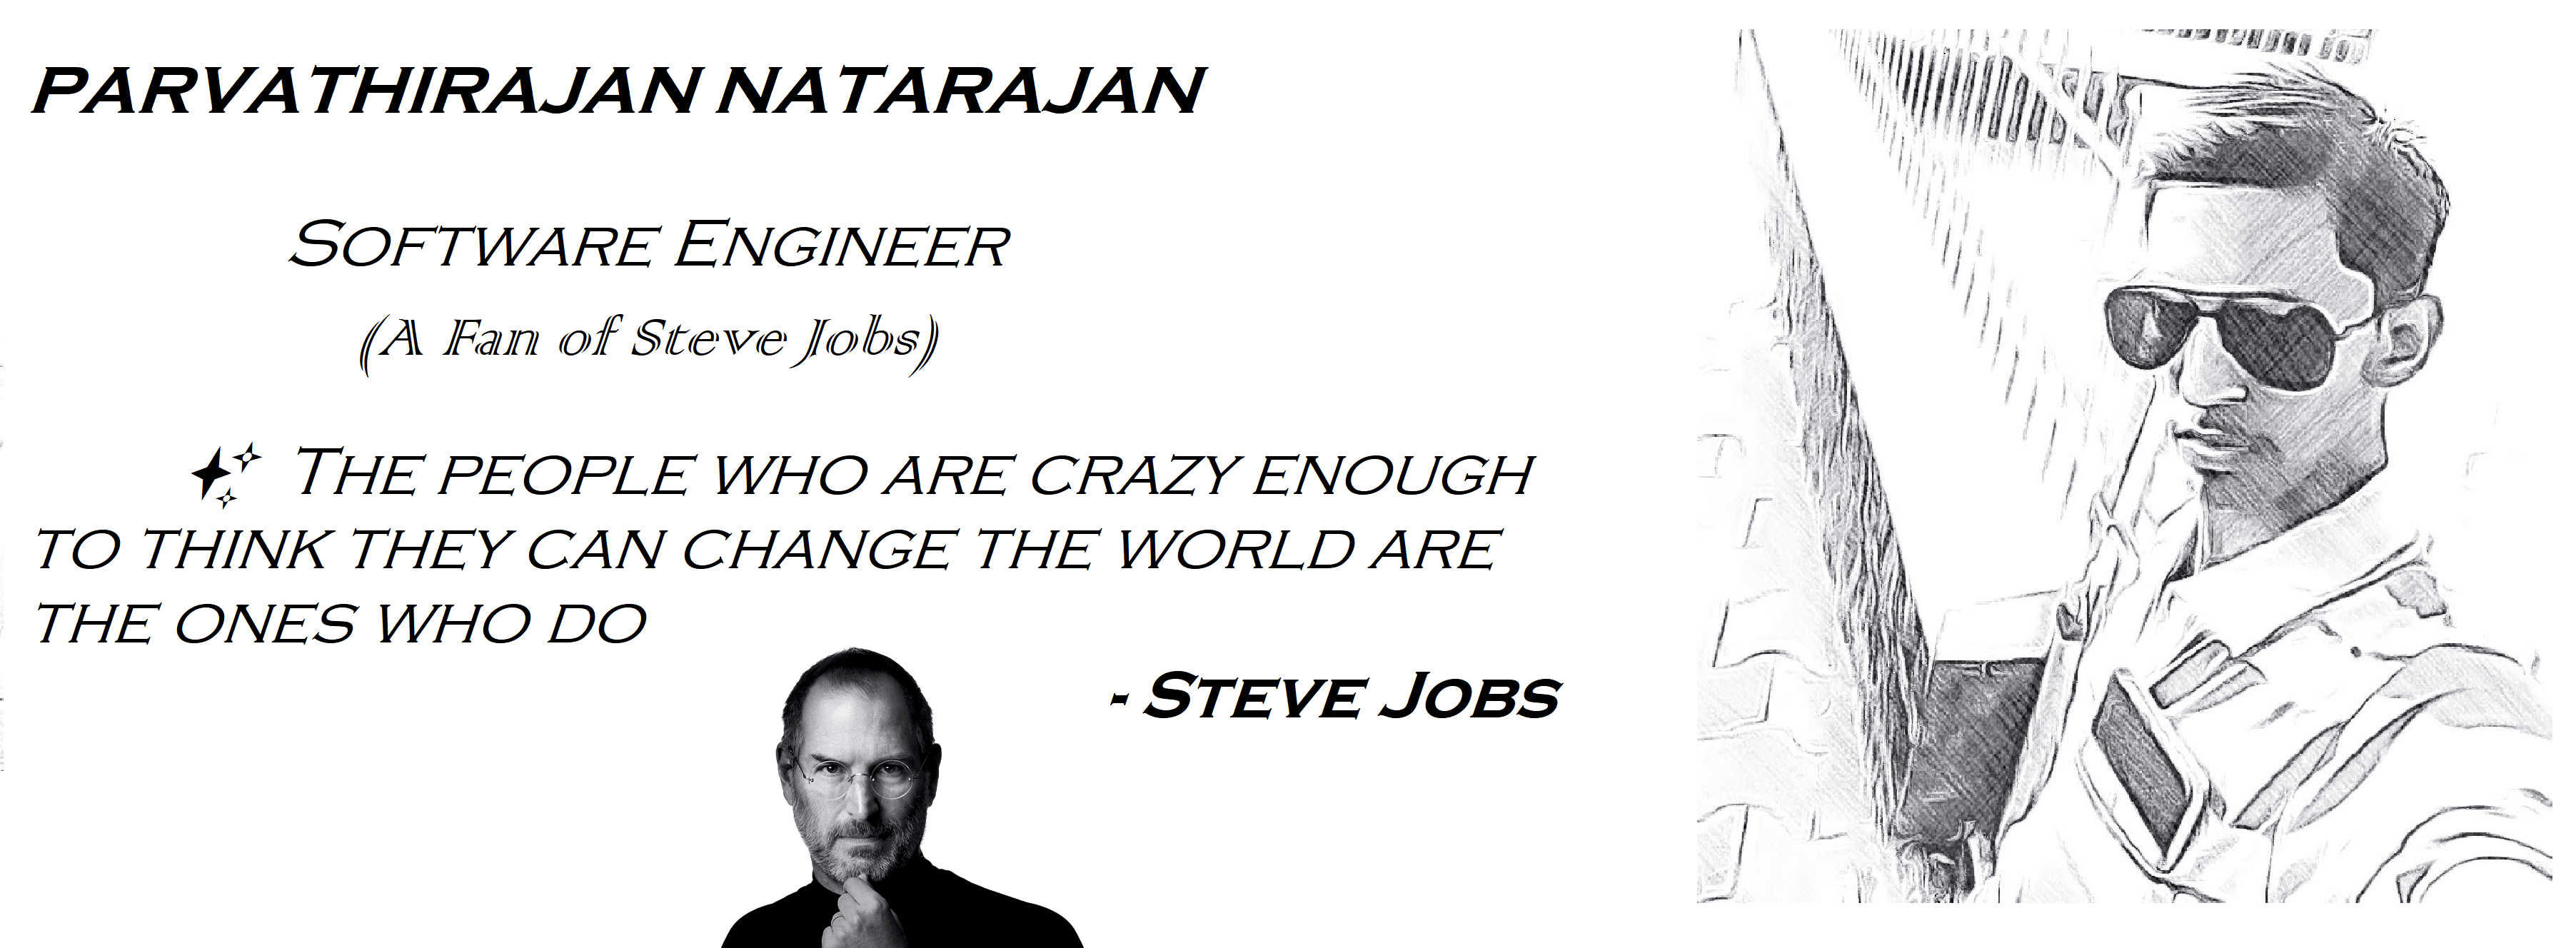 PARVATHIRAJAN NATARAJAN
SOFTWARE ENGINEER
(A Fan of Steve Jobs)
✨ THE PEOPLE WHO ARE CRAZY ENOUGH
TO THINK THEY CAN CHANGE THE WORLD ARE
THE ONES WHO DO
- STEVE JOBS